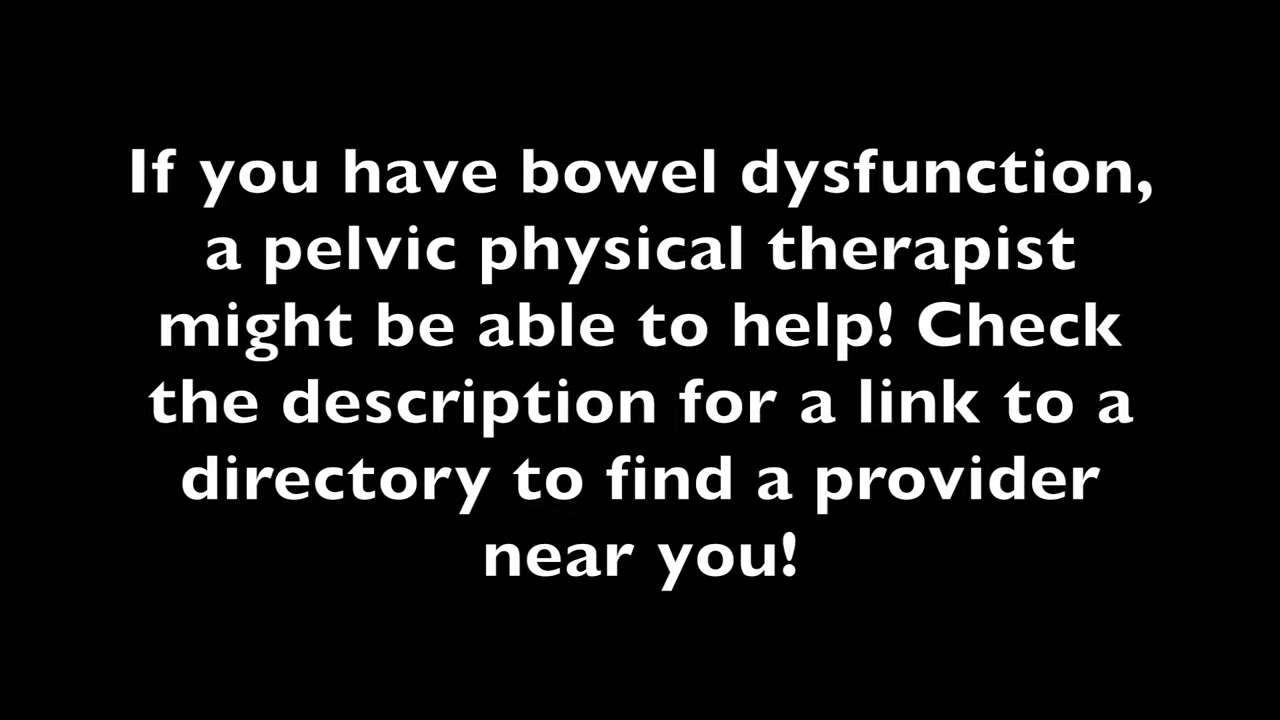 If you have bowel dysfunction,
a pelvic physical therapist
might be able to help! Check
the description for a link to a
directory to find a provider
near you!